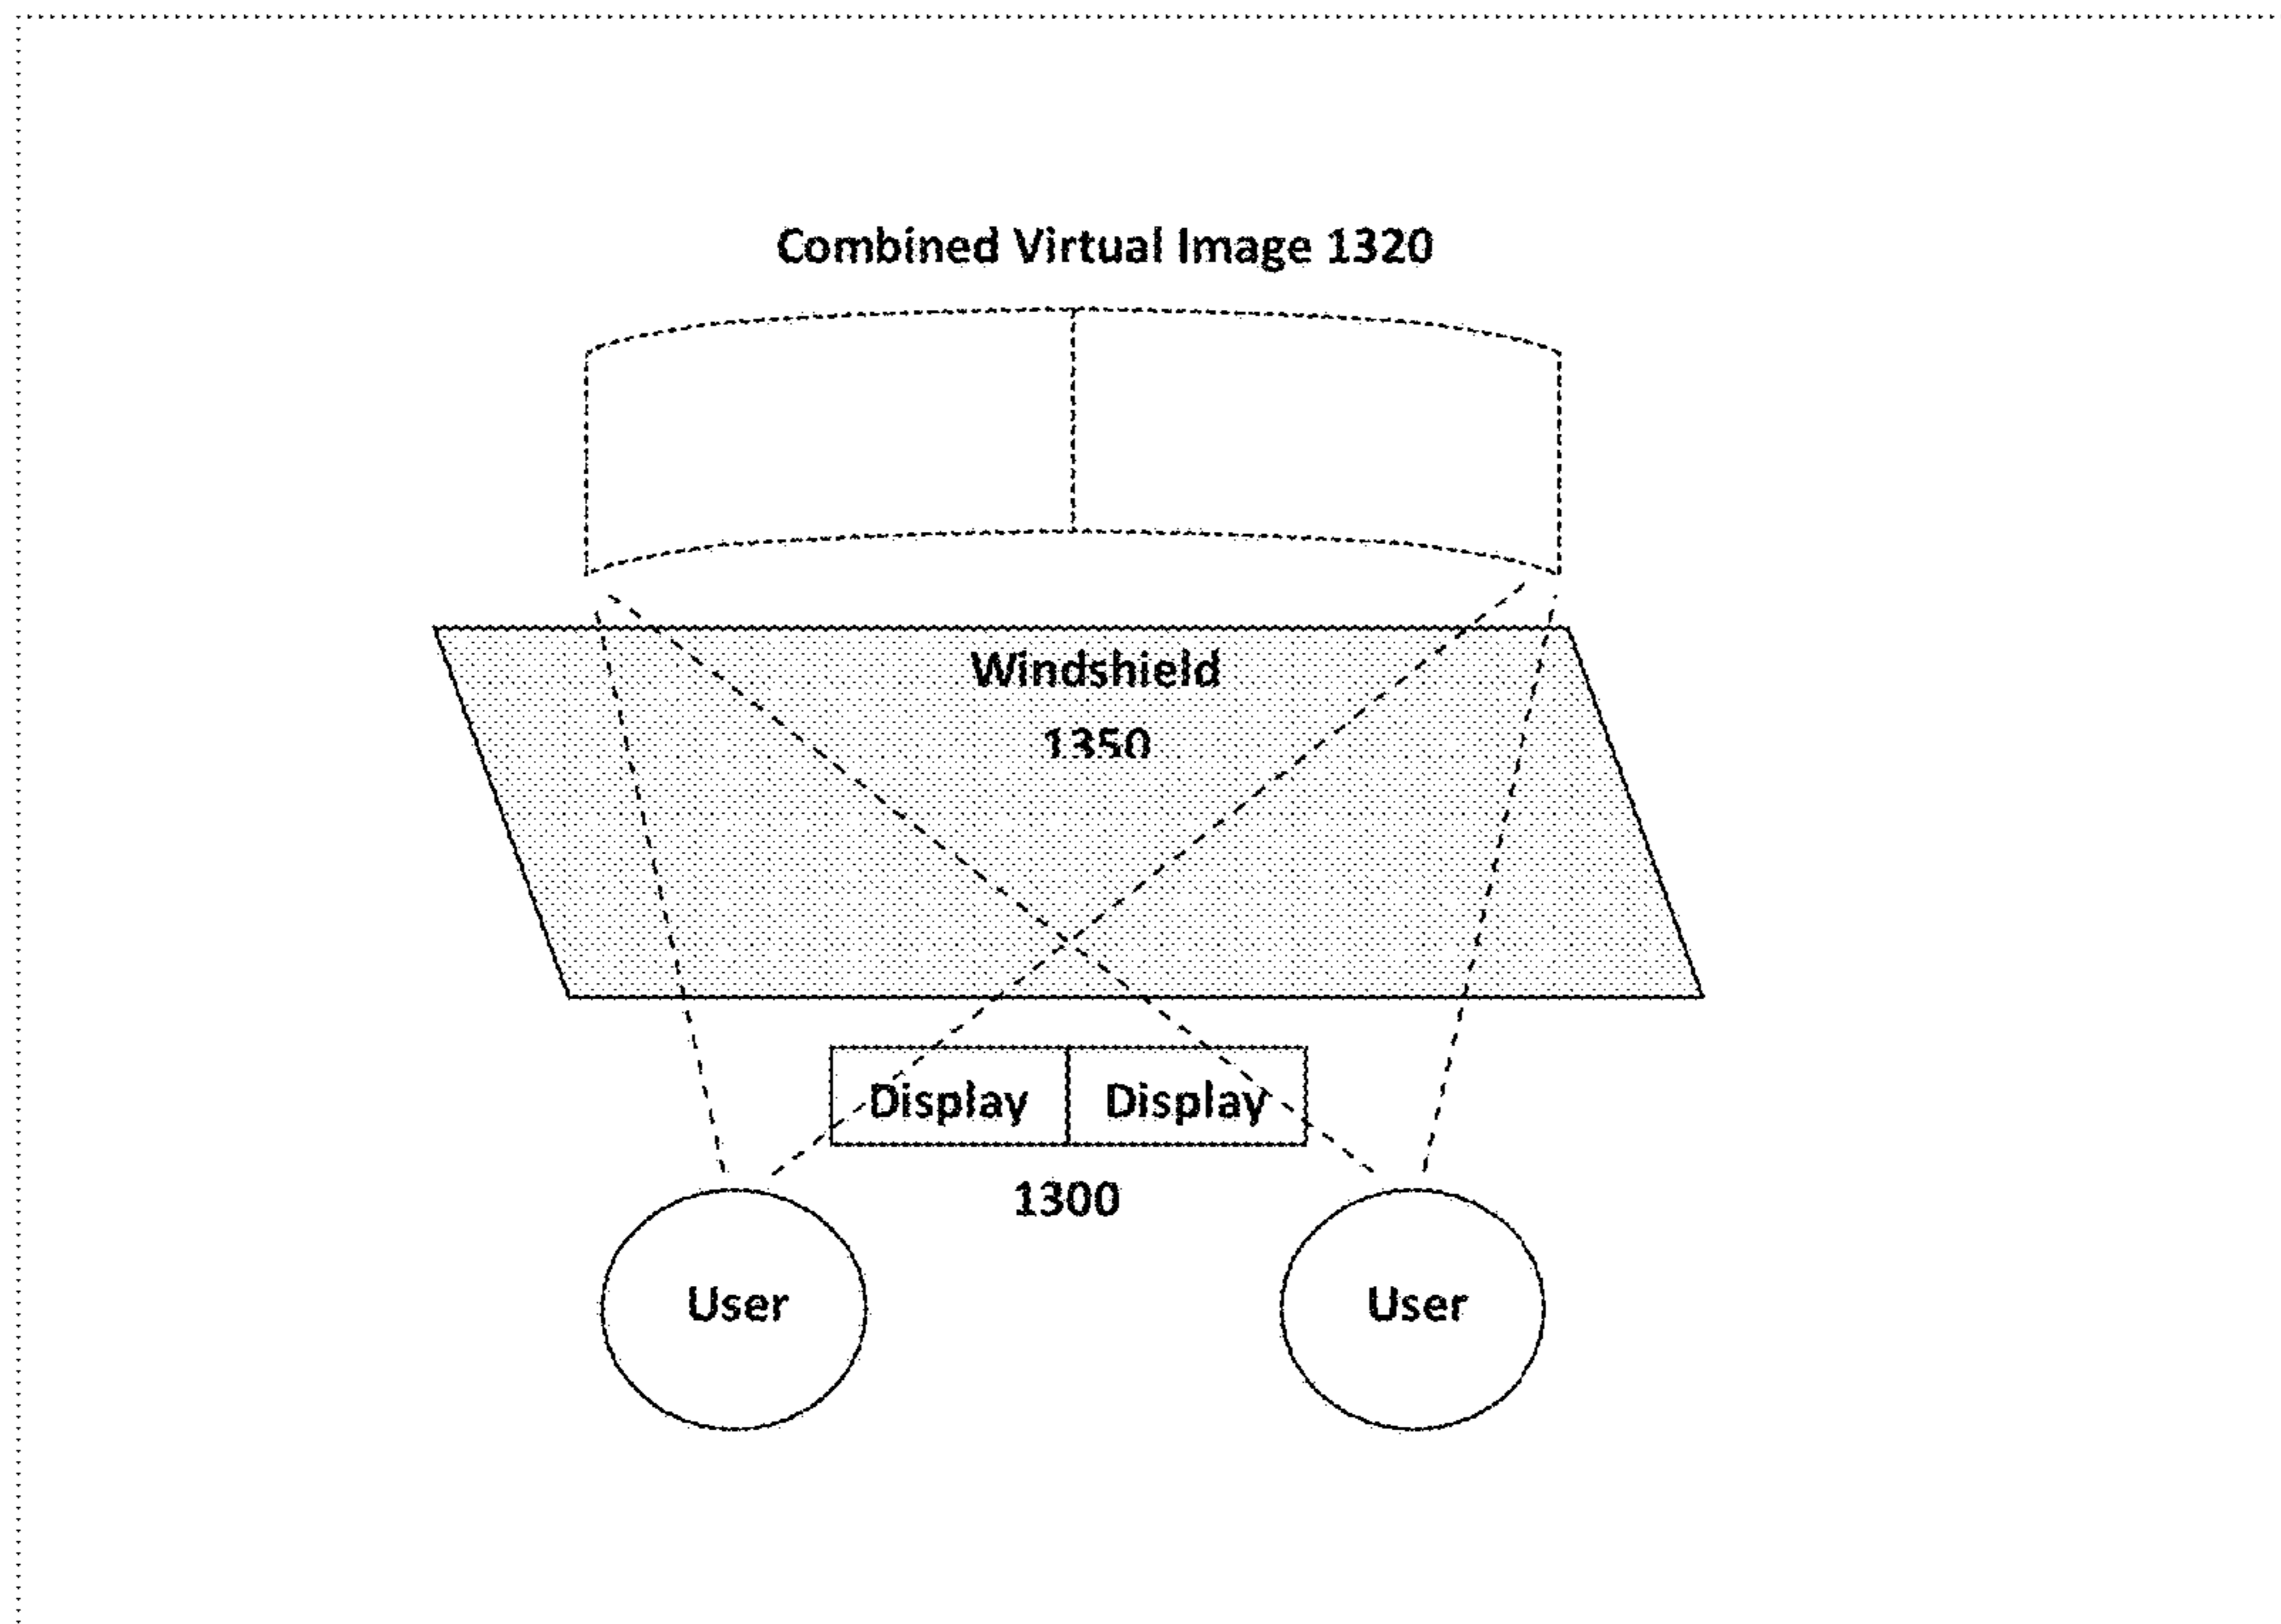 Combined Virtual Image 1320
Windshield
1350
Display Display
1300
User User